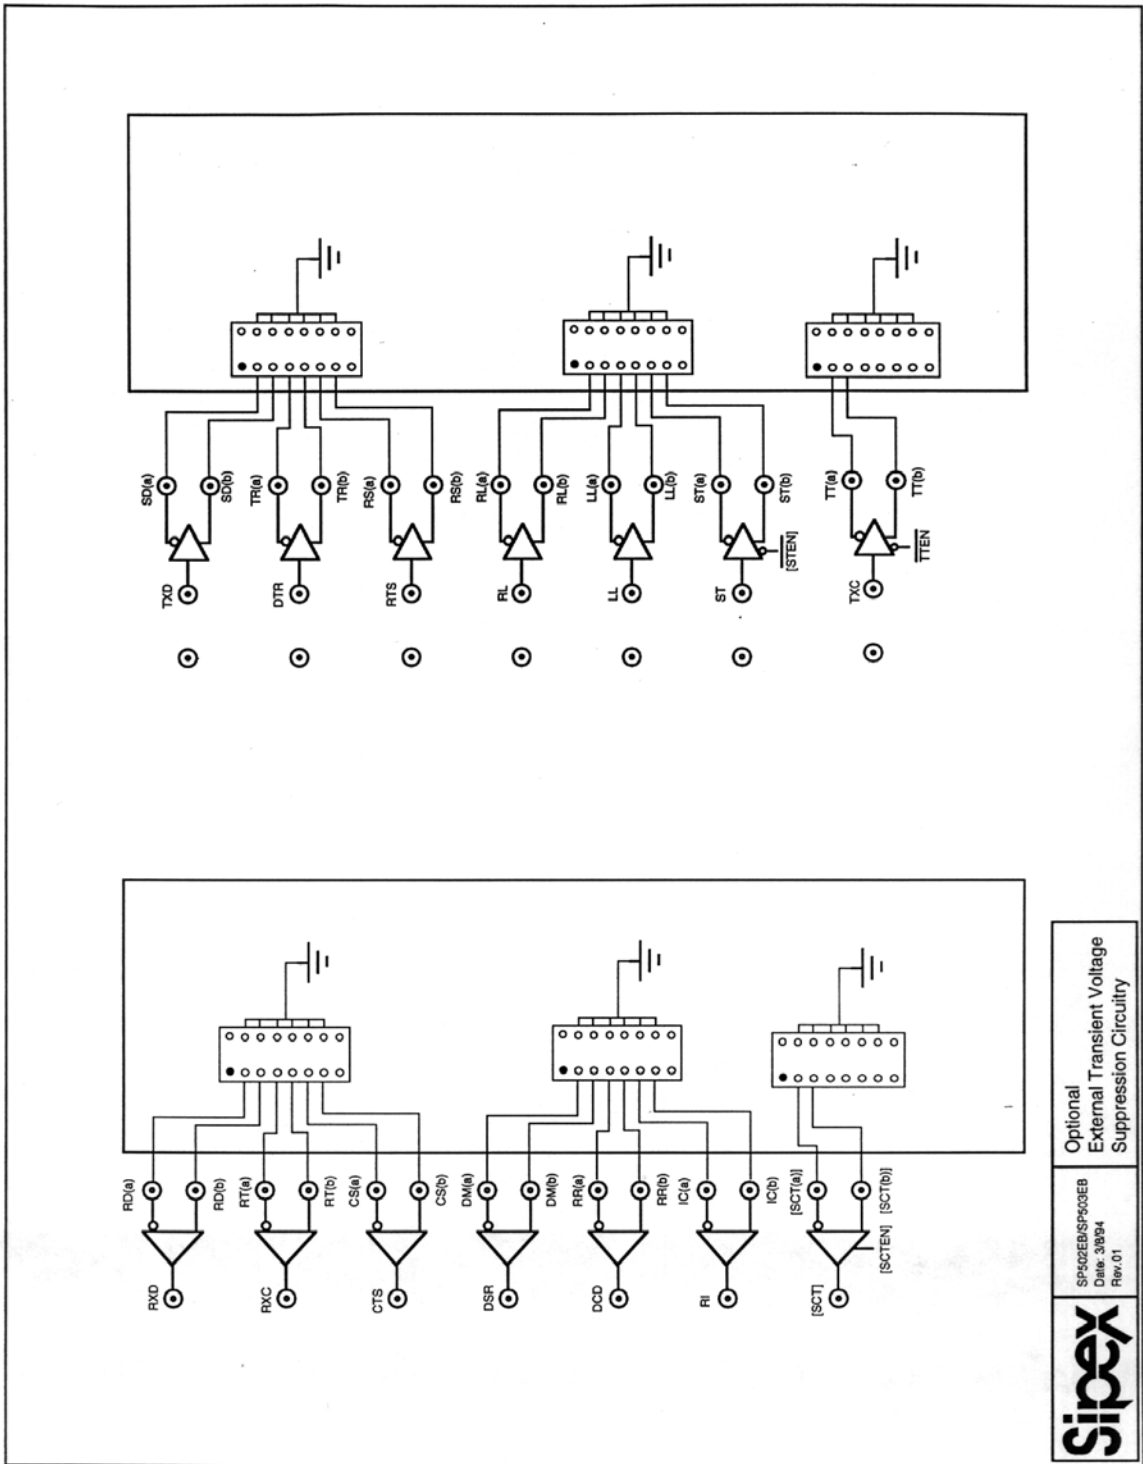 SD(a)
SD(b)
TR(a)
TR(b)
RS(a)
RS(b)
RL(a)
RL(b)
LL(a)
LL(b)
ST(a)
ST(b)
TT(a)
TT(b)
TXD
DTR
RTS
RL
LL
ST
[STEN]
TXC
TTEN
RD(a)
RD(b)
RT(a)
RT(b)
CS(a)
CS(b)
DM(a)
DM(b)
RR(a)
RR(b)
IC(a)
IC(b)
[SCT(a)]
[SCT(b)]
RXD
RXC
CTS
DSR
DCD
RI
[SCT]
[SCTEN]
Sipex
SP502EB/SP503EB
Date: 3/8/94
Rev.01
Optional
External Transient Voltage
Suppression Circuitry